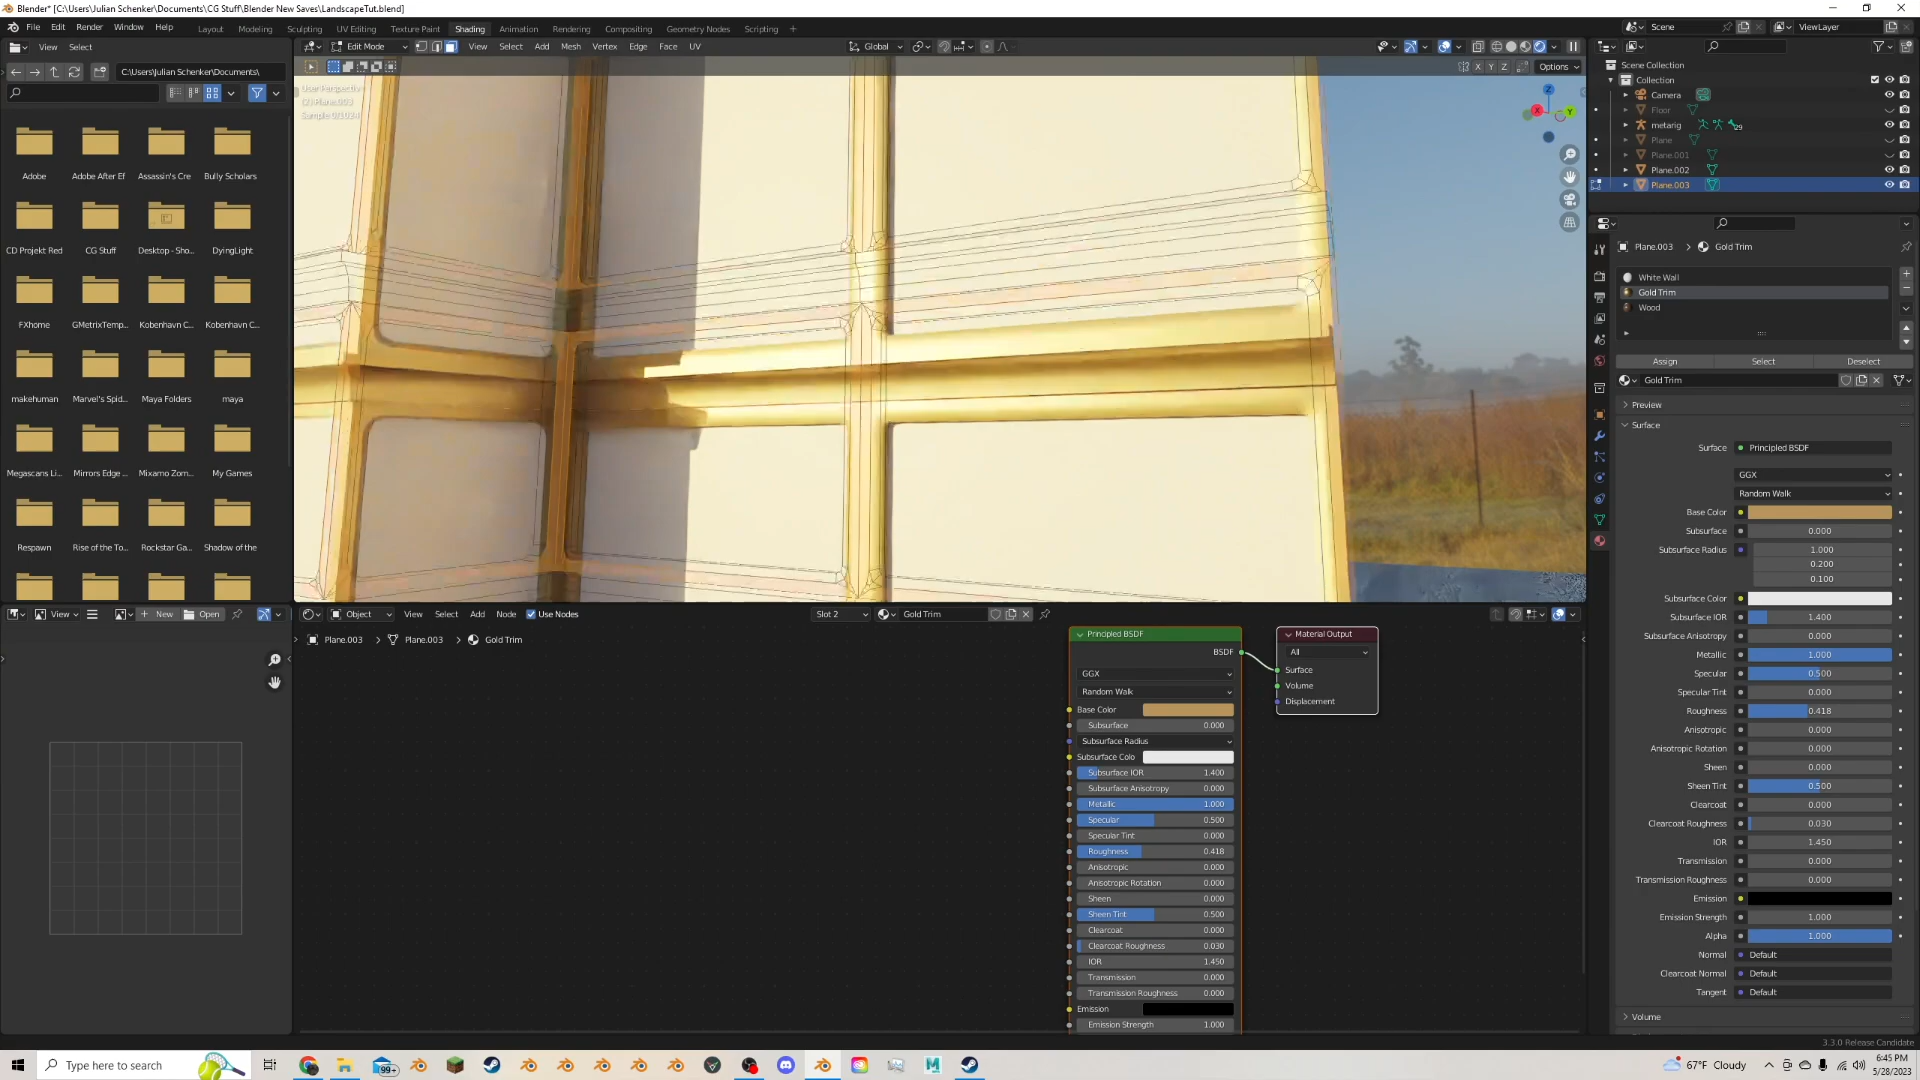 Blender* [C:\Users\Julian Schenker\Documents\CG Stuff\Blender New Saves\LandscapeTut.blend]
File Edit Render Window Help Layout Modeling Sculpting UV Editing Texture Paint Shading Animation Rendering Compositing Geometry Nodes Scripting + Scene ViewLayer
View Select
Edit Mode View Select Add Mesh Vertex Edge Face UV Global
C:\Users\Julian Schenker\Documents\
X Y Z Options
User Perspectiv
(2) Plane.003
Sample 0/1024
Z
X Y
Adobe Adobe After Ef Assassin's Cre Bully Scholars
CD Projekt Red CG Stuff Desktop - Sho... DyingLight
FXhome GMetrixTemp... Kobenhavn C... Kobenhavn C...
makehuman Marvel's Spid... Maya Folders maya
Megascans Li... Mirrors Edge ... Mixamo Zom... My Games
Respawn Rise of the To... Rockstar Ga... Shadow of the
Scene Collection
Collection
Camera
Floor
metarig 29
Plane
Plane.001
Plane.002
Plane.003
Plane.003 > Gold Trim
White Wall
Gold Trim
Wood
Assign Select Deselect
Gold Trim
Preview
Surface
Surface Principled BSDF
GGX
Random Walk
Base Color
Subsurface 0.000
Subsurface Radius 1.000
0.200
0.100
Subsurface Color
Subsurface IOR 1.400
Subsurface Anisotropy 0.000
Metallic 1.000
Specular 0.500
Specular Tint 0.000
Roughness 0.418
Anisotropic 0.000
Anisotropic Rotation 0.000
Sheen 0.000
Sheen Tint 0.500
Clearcoat 0.000
Clearcoat Roughness 0.030
IOR 1.450
Transmission 0.000
Transmission Roughness 0.000
Emission
Emission Strength 1.000
Alpha 1.000
Normal Default
Clearcoat Normal Default
Tangent Default
Volume
View + New Open
Object View Select Add Node Use Nodes Slot 2 Gold Trim
Plane.003 > Plane.003 > Gold Trim
Principled BSDF
BSDF
GGX
Random Walk
Base Color
Subsurface 0.000
Subsurface Radius
Subsurface Colo
Subsurface IOR 1.400
Subsurface Anisotropy 0.000
Metallic 1.000
Specular 0.500
Specular Tint 0.000
Roughness 0.418
Anisotropic 0.000
Anisotropic Rotation 0.000
Sheen 0.000
Sheen Tint 0.500
Clearcoat 0.000
Clearcoat Roughness 0.030
IOR 1.450
Transmission 0.000
Transmission Roughness 0.000
Emission
Emission Strength 1.000
Material Output
All
Surface
Volume
Displacement
3.3.0 Release Candidate
Type here to search 99+ 67°F Cloudy 6:45 PM
5/28/2023